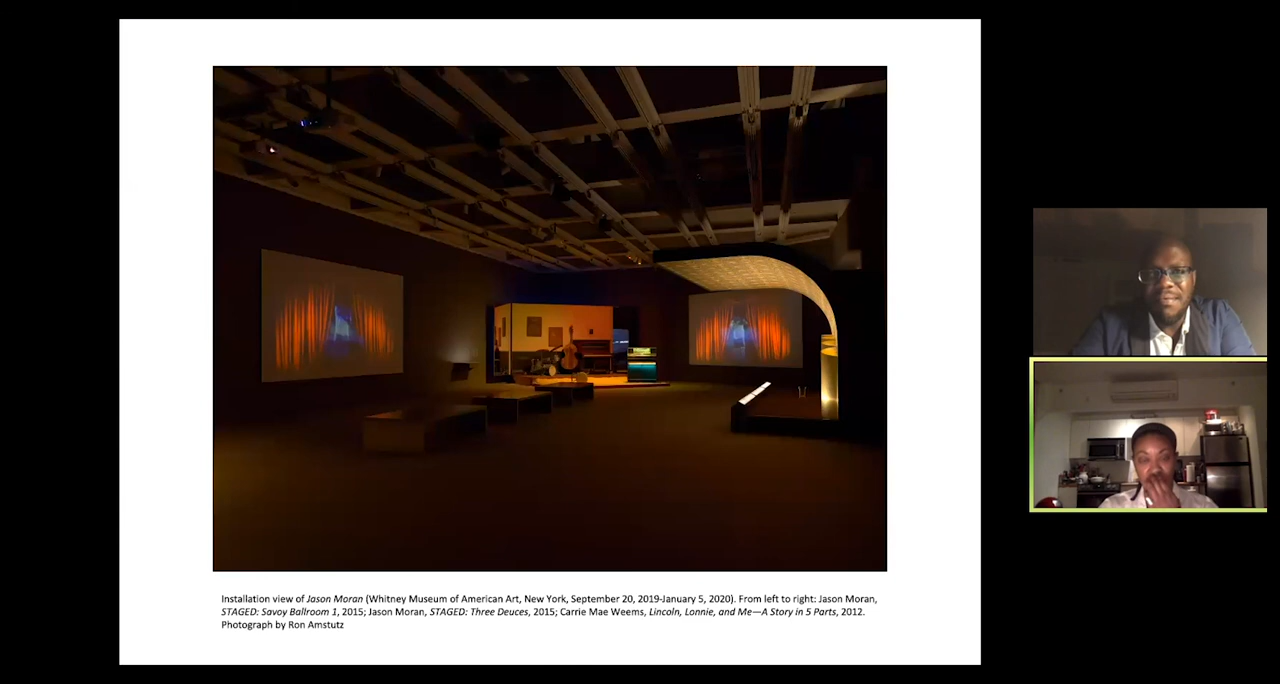 Installation view of Jason Moran (Whitney Museum of American Art, New York, September 20, 2019-January 5, 2020). From left to right: Jason Moran,
STAGED: Savoy Ballroom 1, 2015; Jason Moran, STAGED: Three Deuces, 2015; Carrie Mae Weems, Lincoln, Lonnie, and Me—A Story in 5 Parts, 2012.
Photograph by Ron Amstutz